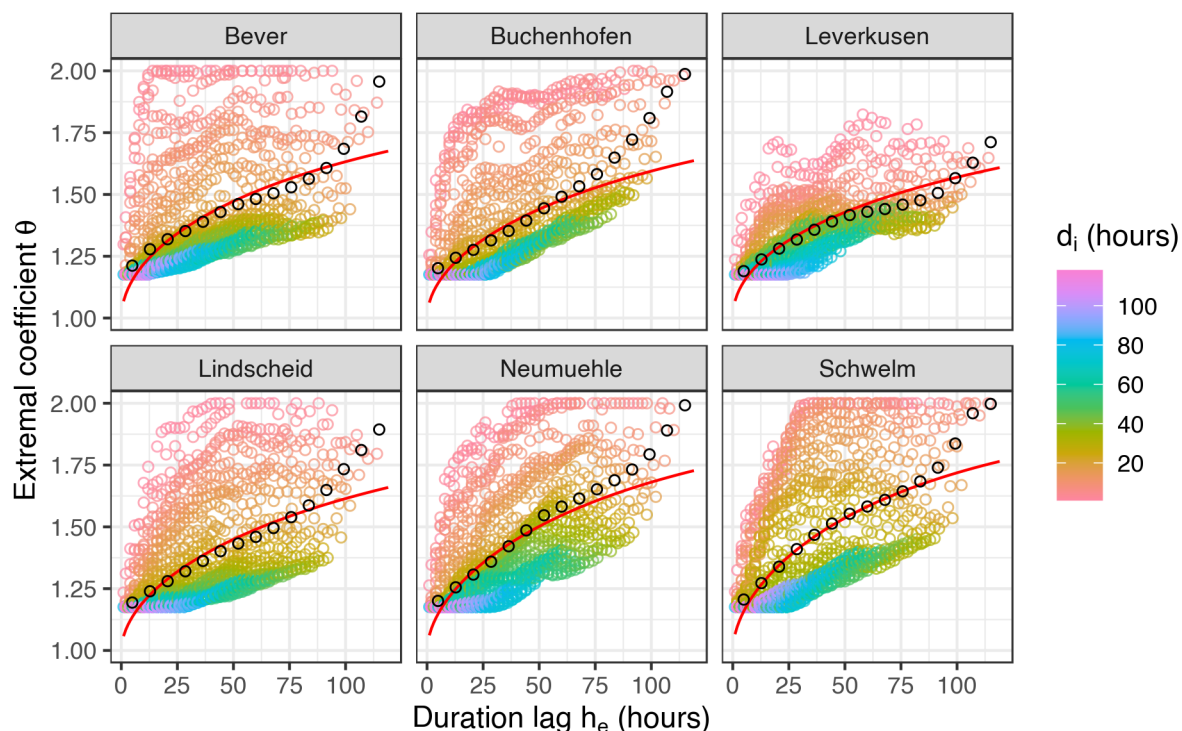 Bever Buchenhofen Leverkusen
2.00
1.75
1.50
1.25
1.00
Lindscheid Neumuehle Schwelm
2.00
1.75
1.50
1.25
1.00
0 25 50 75 100 0 25 50 75 100 0 25 50 75 100
Extremal coefficient θ
Duration lag hₑ (hours)
dᵢ (hours)
100
80
60
40
20